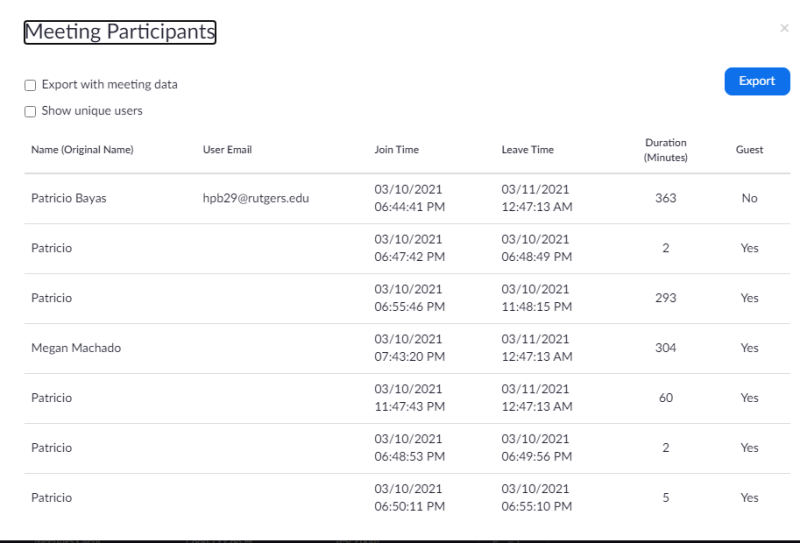 Meeting Participants
×
Export with meeting data
Export
Show unique users
Name (Original Name) User Email Join Time Leave Time Duration (Minutes) Guest
Patricio Bayas hpb29@rutgers.edu 03/10/2021 06:44:41 PM 03/11/2021 12:47:13 AM 363 No
Patricio 03/10/2021 06:47:42 PM 03/10/2021 06:48:49 PM 2 Yes
Patricio 03/10/2021 06:55:46 PM 03/10/2021 11:48:15 PM 293 Yes
Megan Machado 03/10/2021 07:43:20 PM 03/11/2021 12:47:13 AM 304 Yes
Patricio 03/10/2021 11:47:43 PM 03/11/2021 12:47:13 AM 60 Yes
Patricio 03/10/2021 06:48:53 PM 03/10/2021 06:49:56 PM 2 Yes
Patricio 03/10/2021 06:50:11 PM 03/10/2021 06:55:10 PM 5 Yes